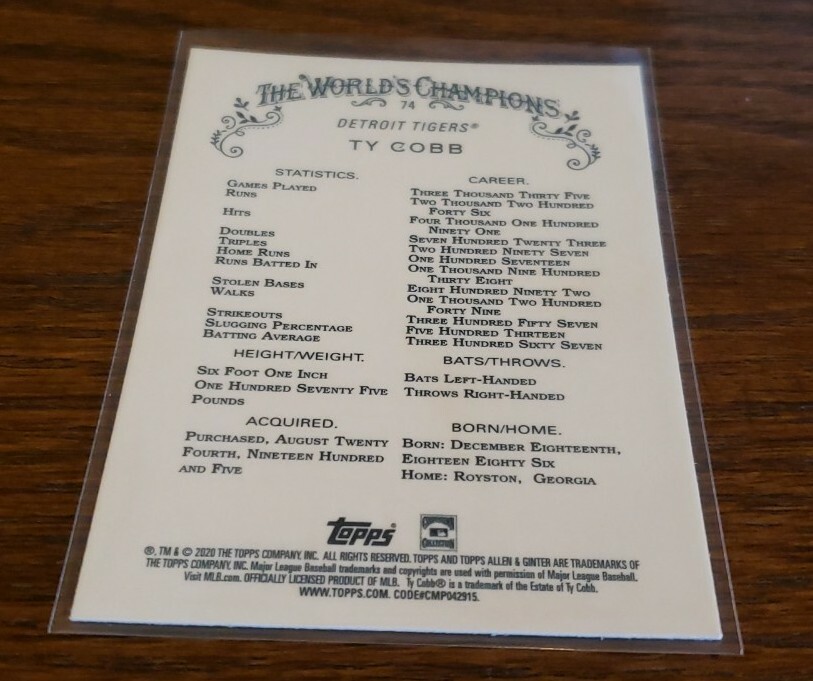 THE WORLD'S CHAMPIONS
74
DETROIT TIGERS®
TY COBB
STATISTICS. CAREER.
GAMES PLAYED THREE THOUSAND THIRTY FIVE
RUNS TWO THOUSAND TWO HUNDRED
FORTY SIX
HITS FOUR THOUSAND ONE HUNDRED
NINETY ONE
DOUBLES SEVEN HUNDRED TWENTY THREE
TRIPLES TWO HUNDRED NINETY SEVEN
HOME RUNS ONE HUNDRED SEVENTEEN
RUNS BATTED IN ONE THOUSAND NINE HUNDRED
THIRTY EIGHT
STOLEN BASES EIGHT HUNDRED NINETY TWO
WALKS ONE THOUSAND TWO HUNDRED
FORTY NINE
STRIKEOUTS THREE HUNDRED FIFTY SEVEN
SLUGGING PERCENTAGE FIVE HUNDRED THIRTEEN
BATTING AVERAGE THREE HUNDRED SIXTY SEVEN
HEIGHT/WEIGHT.
SIX FOOT ONE INCH
ONE HUNDRED SEVENTY FIVE
POUNDS
BATS/THROWS.
BATS LEFT-HANDED
THROWS RIGHT-HANDED
ACQUIRED.
PURCHASED, AUGUST TWENTY
FOURTH, NINETEEN HUNDRED
AND FIVE
BORN/HOME.
BORN: DECEMBER EIGHTEENTH,
EIGHTEEN EIGHTY SIX
HOME: ROYSTON, GEORGIA
topps®
®, TM & © 2020 THE TOPPS COMPANY, INC. ALL RIGHTS RESERVED. TOPPS AND TOPPS ALLEN & GINTER ARE TRADEMARKS OF
THE TOPPS COMPANY, INC. Major League Baseball trademarks and copyrights are used with permission of Major League Baseball.
Visit MLB.com. OFFICIALLY LICENSED PRODUCT OF MLB. Ty Cobb® is a trademark of the Estate of Ty Cobb.
WWW.TOPPS.COM. CODE#CMP042915.